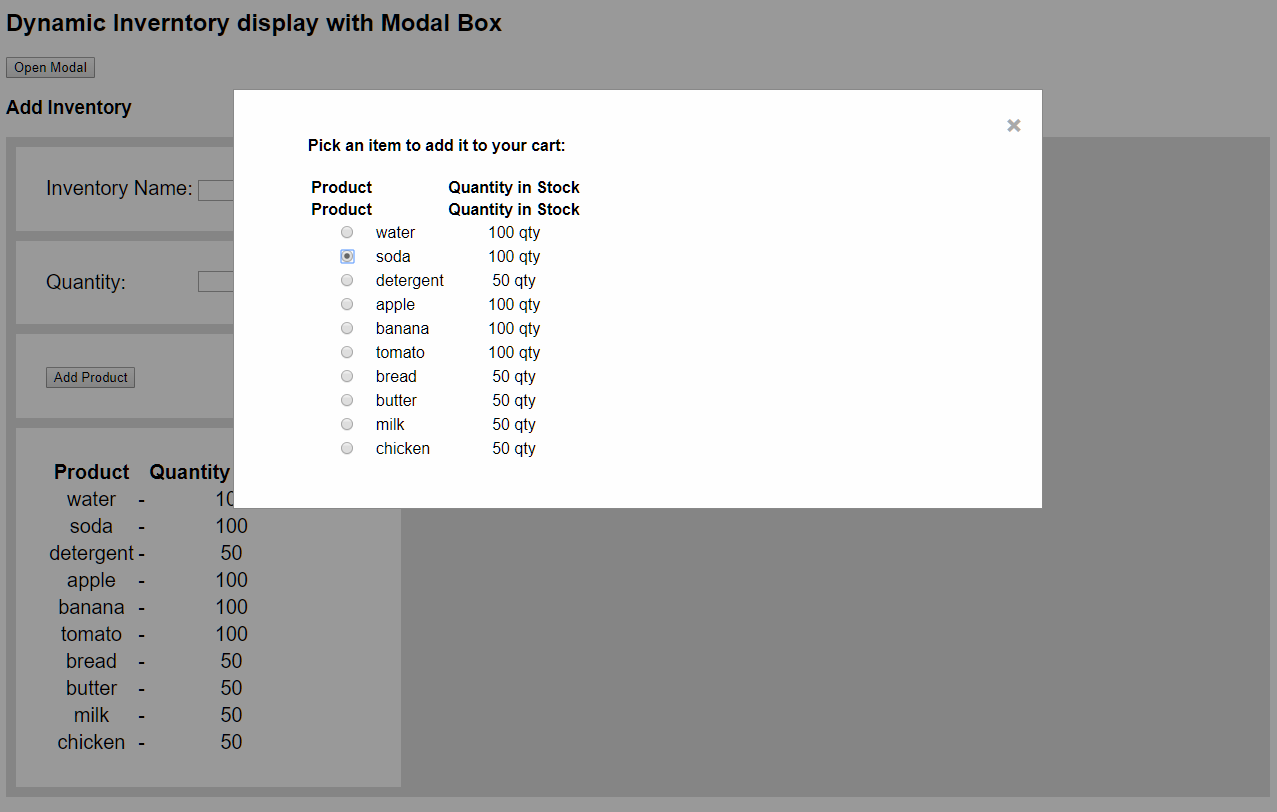 Dynamic Inverntory display with Modal Box
Open Modal
Add Inventory
Inventory Name:
Quantity:
Add Product
Product Quantity
water - 10
soda - 100
detergent - 50
apple - 100
banana - 100
tomato - 100
bread - 50
butter - 50
milk - 50
chicken - 50
×
Pick an item to add it to your cart:
Product Quantity in Stock
Product Quantity in Stock
water 100 qty
soda 100 qty
detergent 50 qty
apple 100 qty
banana 100 qty
tomato 100 qty
bread 50 qty
butter 50 qty
milk 50 qty
chicken 50 qty